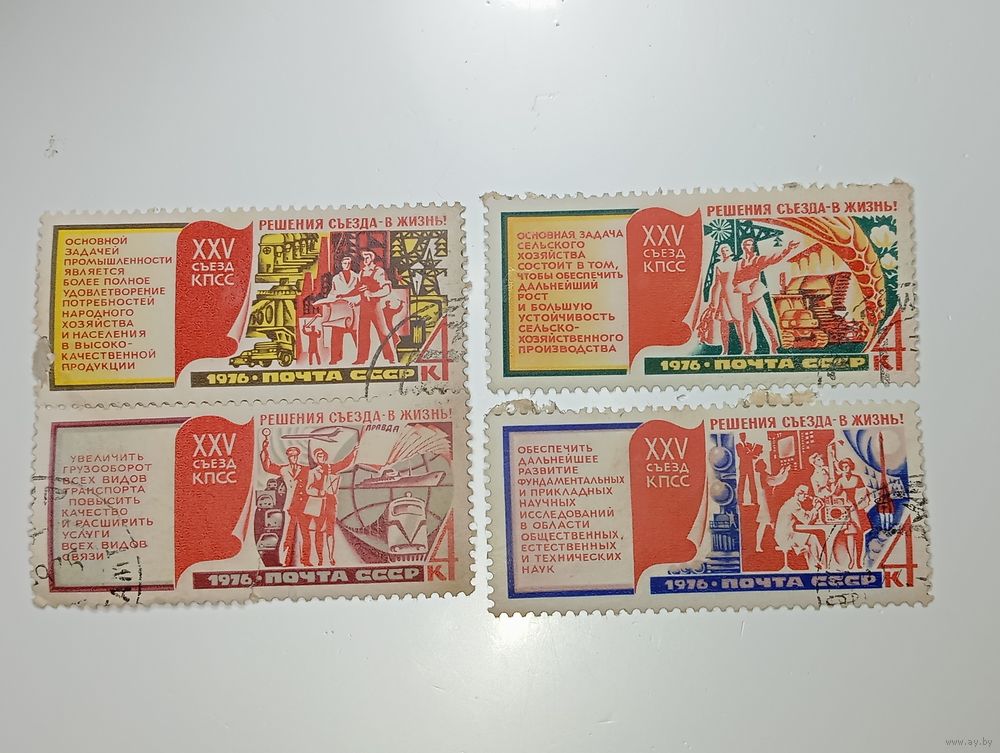 РЕШЕНИЯ СЪЕЗДА - В ЖИЗНЬ!
ОСНОВНОЙ
ЗАДАЧЕЙ
ПРОМЫШЛЕННОСТИ
ЯВЛЯЕТСЯ
БОЛЕЕ ПОЛНОЕ
УДОВЛЕТВОРЕНИЕ
ПОТРЕБНОСТЕЙ
НАРОДНОГО
ХОЗЯЙСТВА
И НАСЕЛЕНИЯ
В ВЫСОКО-
КАЧЕСТВЕННОЙ
ПРОДУКЦИИ
XXV
СЪЕЗД
КПСС
1976 • ПОЧТА СССР
4 К
РЕШЕНИЯ СЪЕЗДА - В ЖИЗНЬ!
ОСНОВНАЯ ЗАДАЧА
СЕЛЬСКОГО
ХОЗЯЙСТВА
СОСТОИТ В ТОМ,
ЧТОБЫ ОБЕСПЕЧИТЬ
ДАЛЬНЕЙШИЙ
РОСТ
И БОЛЬШУЮ
УСТОЙЧИВОСТЬ
СЕЛЬСКО-
ХОЗЯЙСТВЕННОГО
ПРОИЗВОДСТВА
XXV
СЪЕЗД
КПСС
1976 • ПОЧТА СССР
4 К
РЕШЕНИЯ СЪЕЗДА - В ЖИЗНЬ!
УВЕЛИЧИТЬ
ГРУЗООБОРОТ
ВСЕХ ВИДОВ
ТРАНСПОРТА
ПОВЫСИТЬ
КАЧЕСТВО
И РАСШИРИТЬ
УСЛУГИ
ВСЕХ ВИДОВ
СВЯЗИ
XXV
СЪЕЗД
КПСС
ПРАВДА
1976 • ПОЧТА СССР
4 К
РЕШЕНИЯ СЪЕЗДА - В ЖИЗНЬ!
ОБЕСПЕЧИТЬ
ДАЛЬНЕЙШЕЕ
РАЗВИТИЕ
ФУНДАМЕНТАЛЬНЫХ
И ПРИКЛАДНЫХ
НАУЧНЫХ
ИССЛЕДОВАНИЙ
В ОБЛАСТИ
ОБЩЕСТВЕННЫХ,
ЕСТЕСТВЕННЫХ
И ТЕХНИЧЕСКИХ
НАУК
XXV
СЪЕЗД
КПСС
1976 • ПОЧТА СССР
4 К
www.ay.by